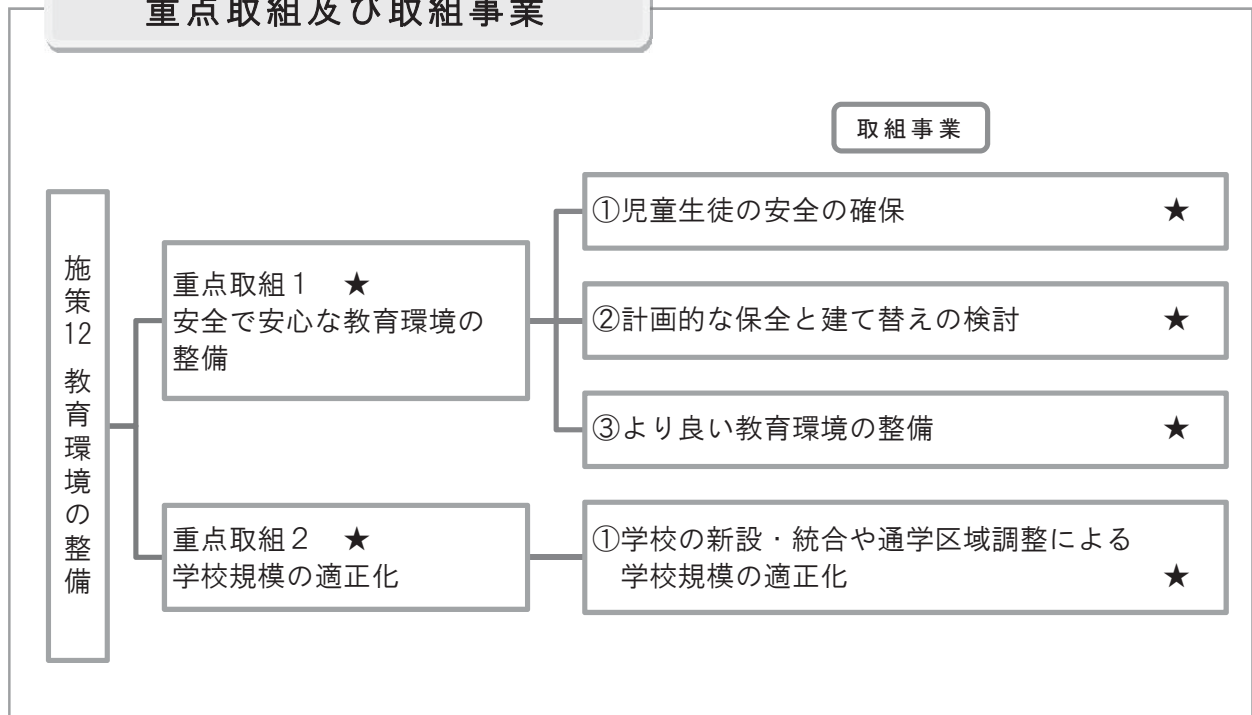 重点取組及び取組事業
取組事業
施策12 教育環境の整備
重点取組1 ★
安全で安心な教育環境の
整備
①児童生徒の安全の確保 ★
②計画的な保全と建て替えの検討 ★
③より良い教育環境の整備 ★
重点取組2 ★
学校規模の適正化
①学校の新設・統合や通学区域調整による
学校規模の適正化 ★